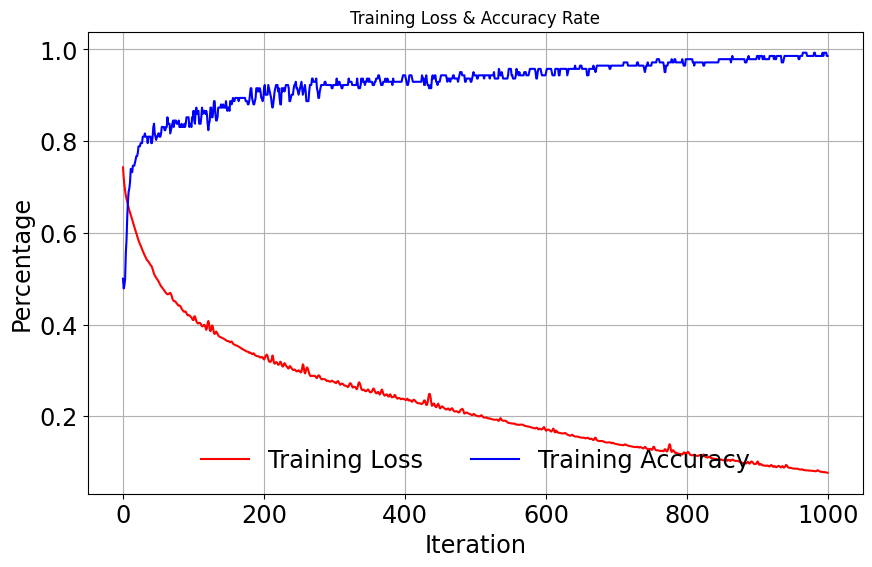 Training Loss & Accuracy Rate
1.0
0.8
0.6
0.4
0.2
Percentage
Training Loss Training Accuracy
0 200 400 600 800 1000
Iteration